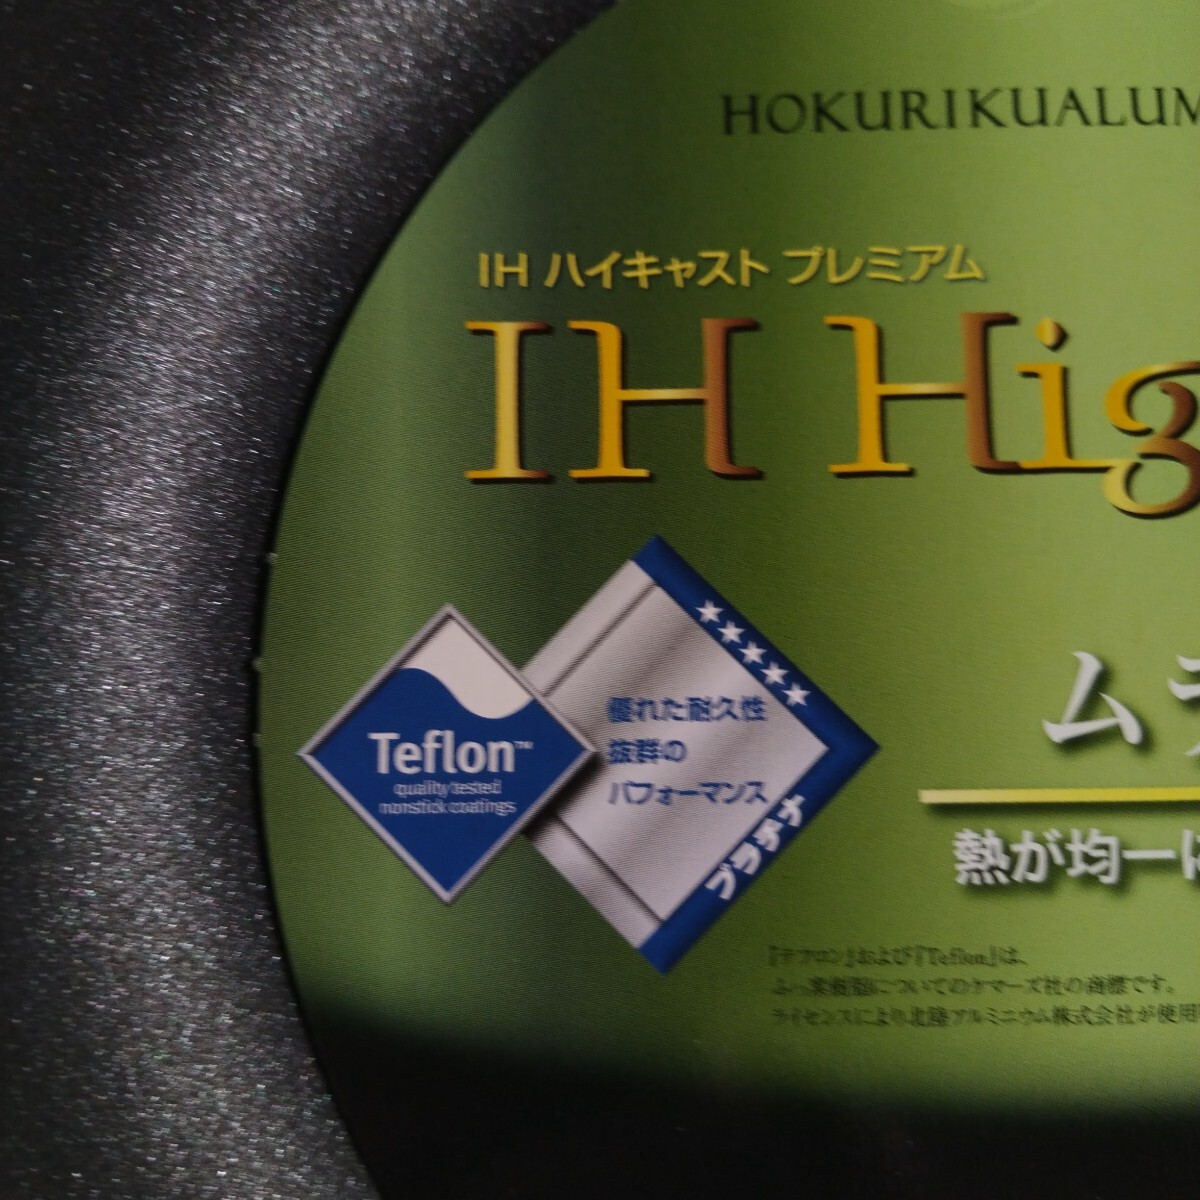 HOKURIKUALUM
IH ハイキャスト プレミアム
IH Hig
Teflon™
quality tested
nonstick coatings
優れた耐久性
抜群の
パフォーマンス
プラチナ
ム
熱が均一に
『テフロン』および『Teflon』は、
ふっ素樹脂についてのケマーズ社の商標です。
ライセンスにより北陸アルミニウム株式会社が使用